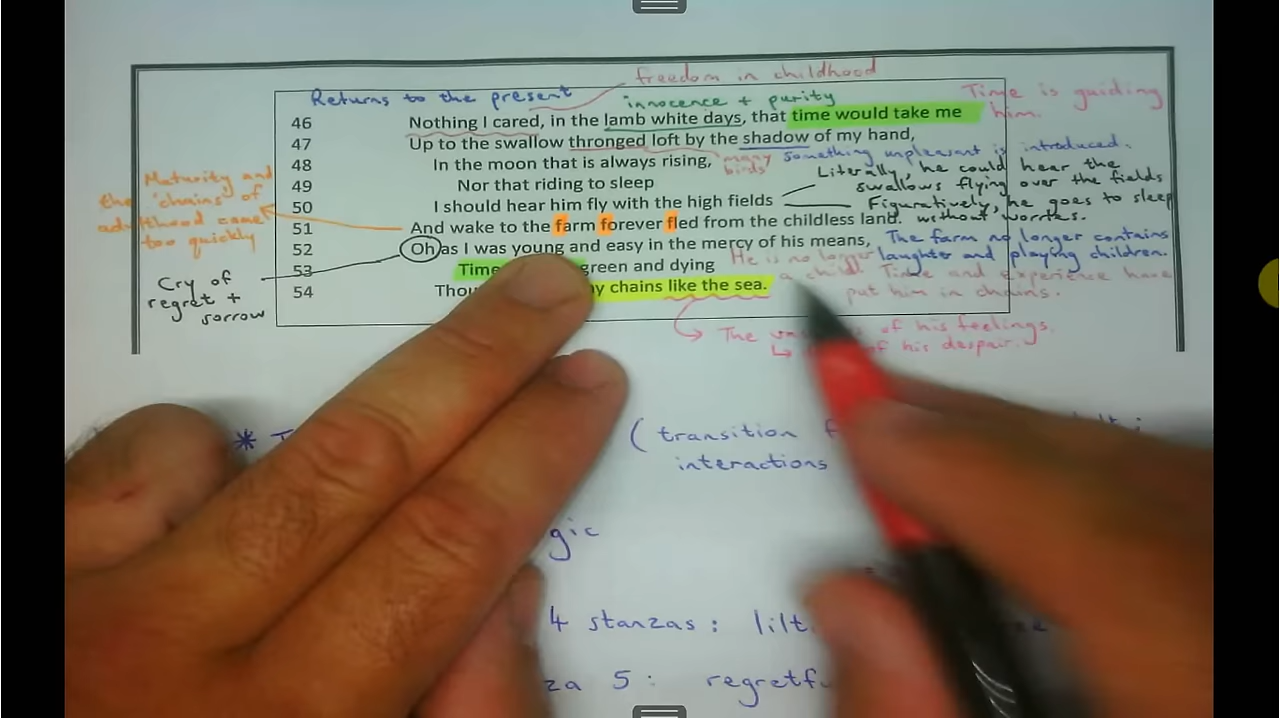 freedom in childhood
Returns to the present
innocence + purity
Time is guiding
him.
46 Nothing I cared, in the lamb white days, that time would take me
47 Up to the swallow thronged loft by the shadow of my hand,
many birds
something unpleasant is introduced.
48 In the moon that is always rising,
49 Nor that riding to sleep
Literally, he could hear the
swallows flying over the fields
50 I should hear him fly with the high fields
Figuratively, he goes to sleep
without worries.
Maturity and
the 'chains' of
adulthood came
too quickly
51 And wake to the farm forever fled from the childless land.
52 Oh as I was young and easy in the mercy of his means,
The farm no longer contains
laughter and playing children.
53 Time green and dying
He is no longer
a child. Time and experience have
put him in chains.
54 Thou chains like the sea.
Cry of
regret +
sorrow
The of his feelings.
of his despair.
* (transition
interactions
gic
4 stanzas: lilt
5: